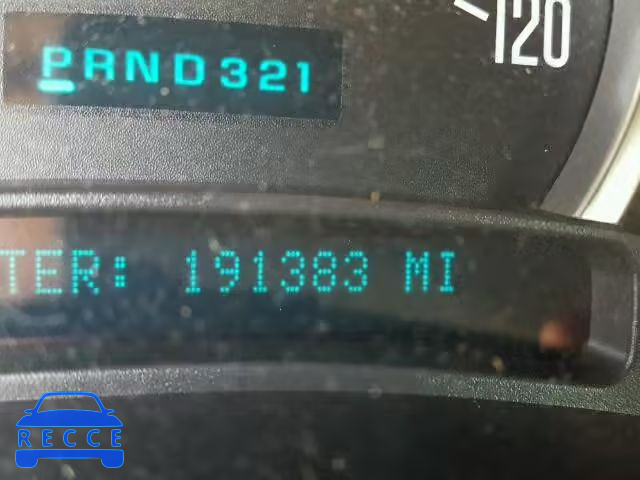 120
PRND321
TER: 191383 MI
RECCE